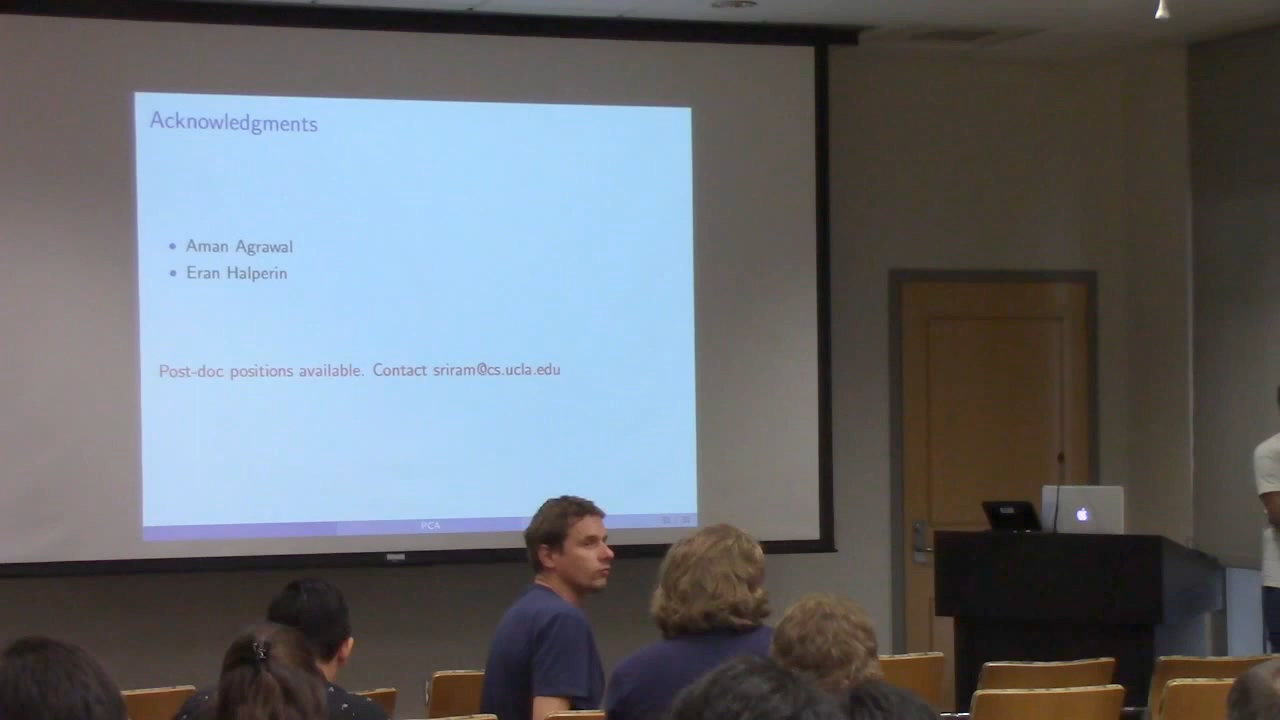 Acknowledgments
• Aman Agrawal
• Eran Halperin
Post-doc positions available. Contact sriram@cs.ucla.edu
PCA